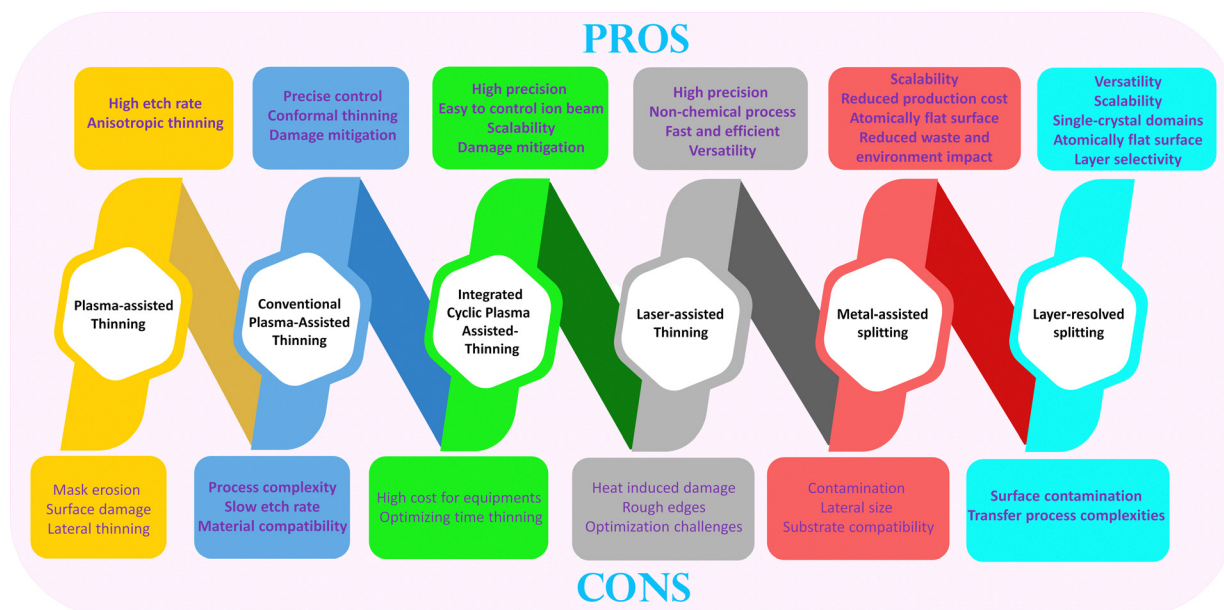 PROS
High etch rate
Anisotropic thinning
Precise control
Conformal thinning
Damage mitigation
High precision
Easy to control ion beam
Scalability
Damage mitigation
High precision
Non-chemical process
Fast and efficient
Versatility
Scalability
Reduced production cost
Atomically flat surface
Reduced waste and
environment impact
Versatility
Scalability
Single-crystal domains
Atomically flat surface
Layer selectivity
Plasma-assisted
Thinning
Conventional
Plasma-Assisted
Thinning
Integrated
Cyclic Plasma
Assisted-
Thinning
Laser-assisted
Thinning
Metal-assisted
splitting
Layer-resolved
splitting
Mask erosion
Surface damage
Lateral thinning
Process complexity
Slow etch rate
Material compatibility
High cost for equipments
Optimizing time thinning
Heat induced damage
Rough edges
Optimization challenges
Contamination
Lateral size
Substrate compatibility
Surface contamination
Transfer process complexities
CONS